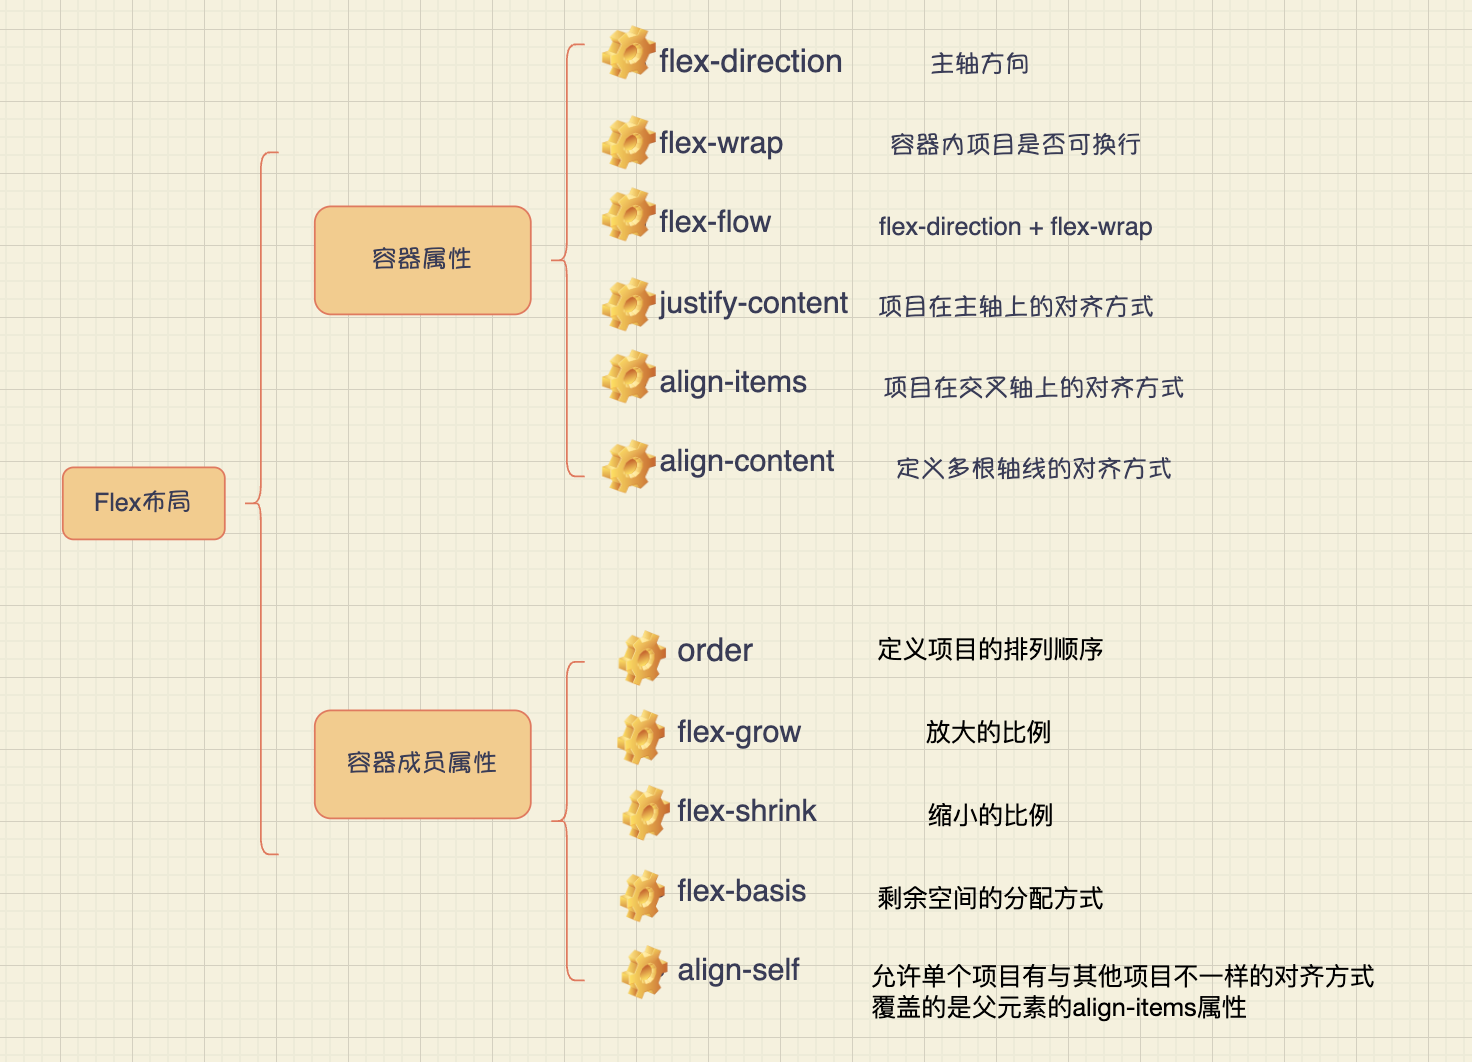 flex-direction 主轴方向
flex-wrap 容器内项目是否可换行
flex-flow flex-direction + flex-wrap
容器属性
justify-content 项目在主轴上的对齐方式
align-items 项目在交叉轴上的对齐方式
align-content 定义多根轴线的对齐方式
Flex布局
order 定义项目的排列顺序
flex-grow 放大的比例
容器成员属性
flex-shrink 缩小的比例
flex-basis 剩余空间的分配方式
align-self 允许单个项目有与其他项目不一样的对齐方式
覆盖的是父元素的align-items属性